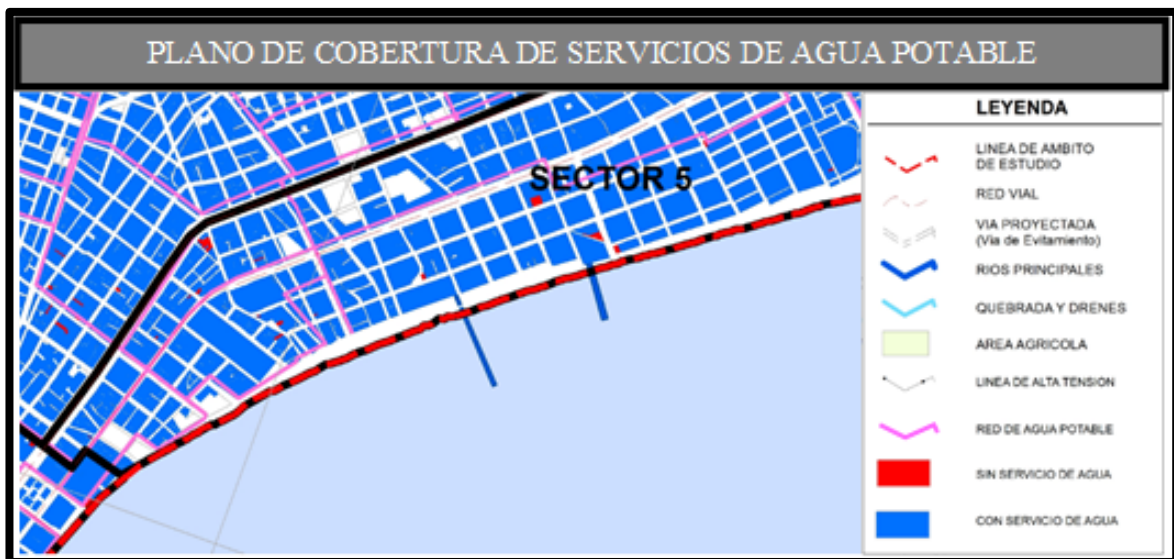 PLANO DE COBERTURA DE SERVICIOS DE AGUA POTABLE
SECTOR 5
LEYENDA
LINEA DE AMBITO
DE ESTUDIO
RED VIAL
VIA PROYECTADA
(Via de Evitamiento)
RIOS PRINCIPALES
QUEBRADA Y DRENES
AREA AGRICOLA
LINEA DE ALTA TENSION
RED DE AGUA POTABLE
SIN SERVICIO DE AGUA
CON SERVICIO DE AGUA